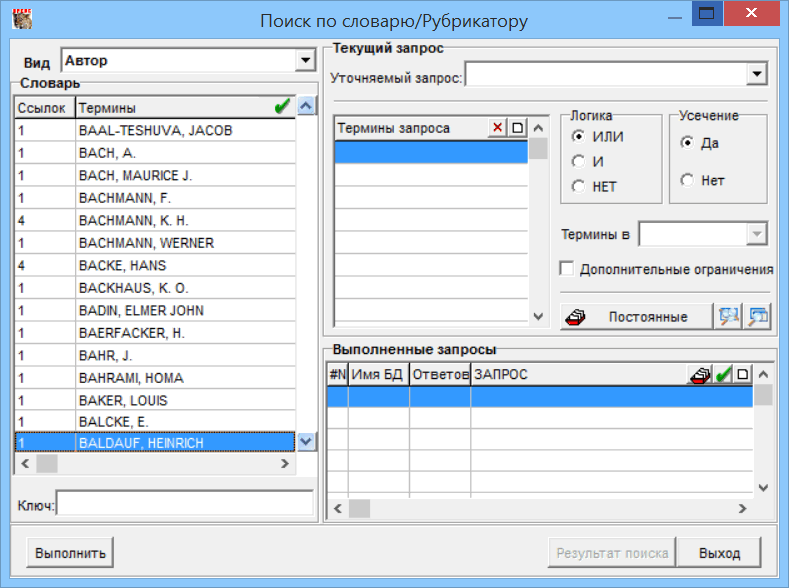 Поиск по словарю/Рубрикатору
Вид Автор
Словарь
Ссылок Термины
1 BAAL-TESHUVA, JACOB
1 BACH, A.
1 BACH, MAURICE J.
1 BACHMANN, F.
4 BACHMANN, K. H.
1 BACHMANN, WERNER
4 BACKE, HANS
1 BACKHAUS, K. O.
1 BADIN, ELMER JOHN
1 BAERFACKER, H.
1 BAHR, J.
1 BAHRAMI, HOMA
1 BAKER, LOUIS
1 BALCKE, E.
1 BALDAUF, HEINRICH
Ключ:
Текущий запрос
Уточняемый запрос:
Термины запроса
Логика
ИЛИ
И
НЕТ
Усечение
Да
Нет
Термины в
Дополнительные ограничения
Постоянные
Выполненные запросы
#N Имя БД Ответов ЗАПРОС
Выполнить
Результат поиска
Выход